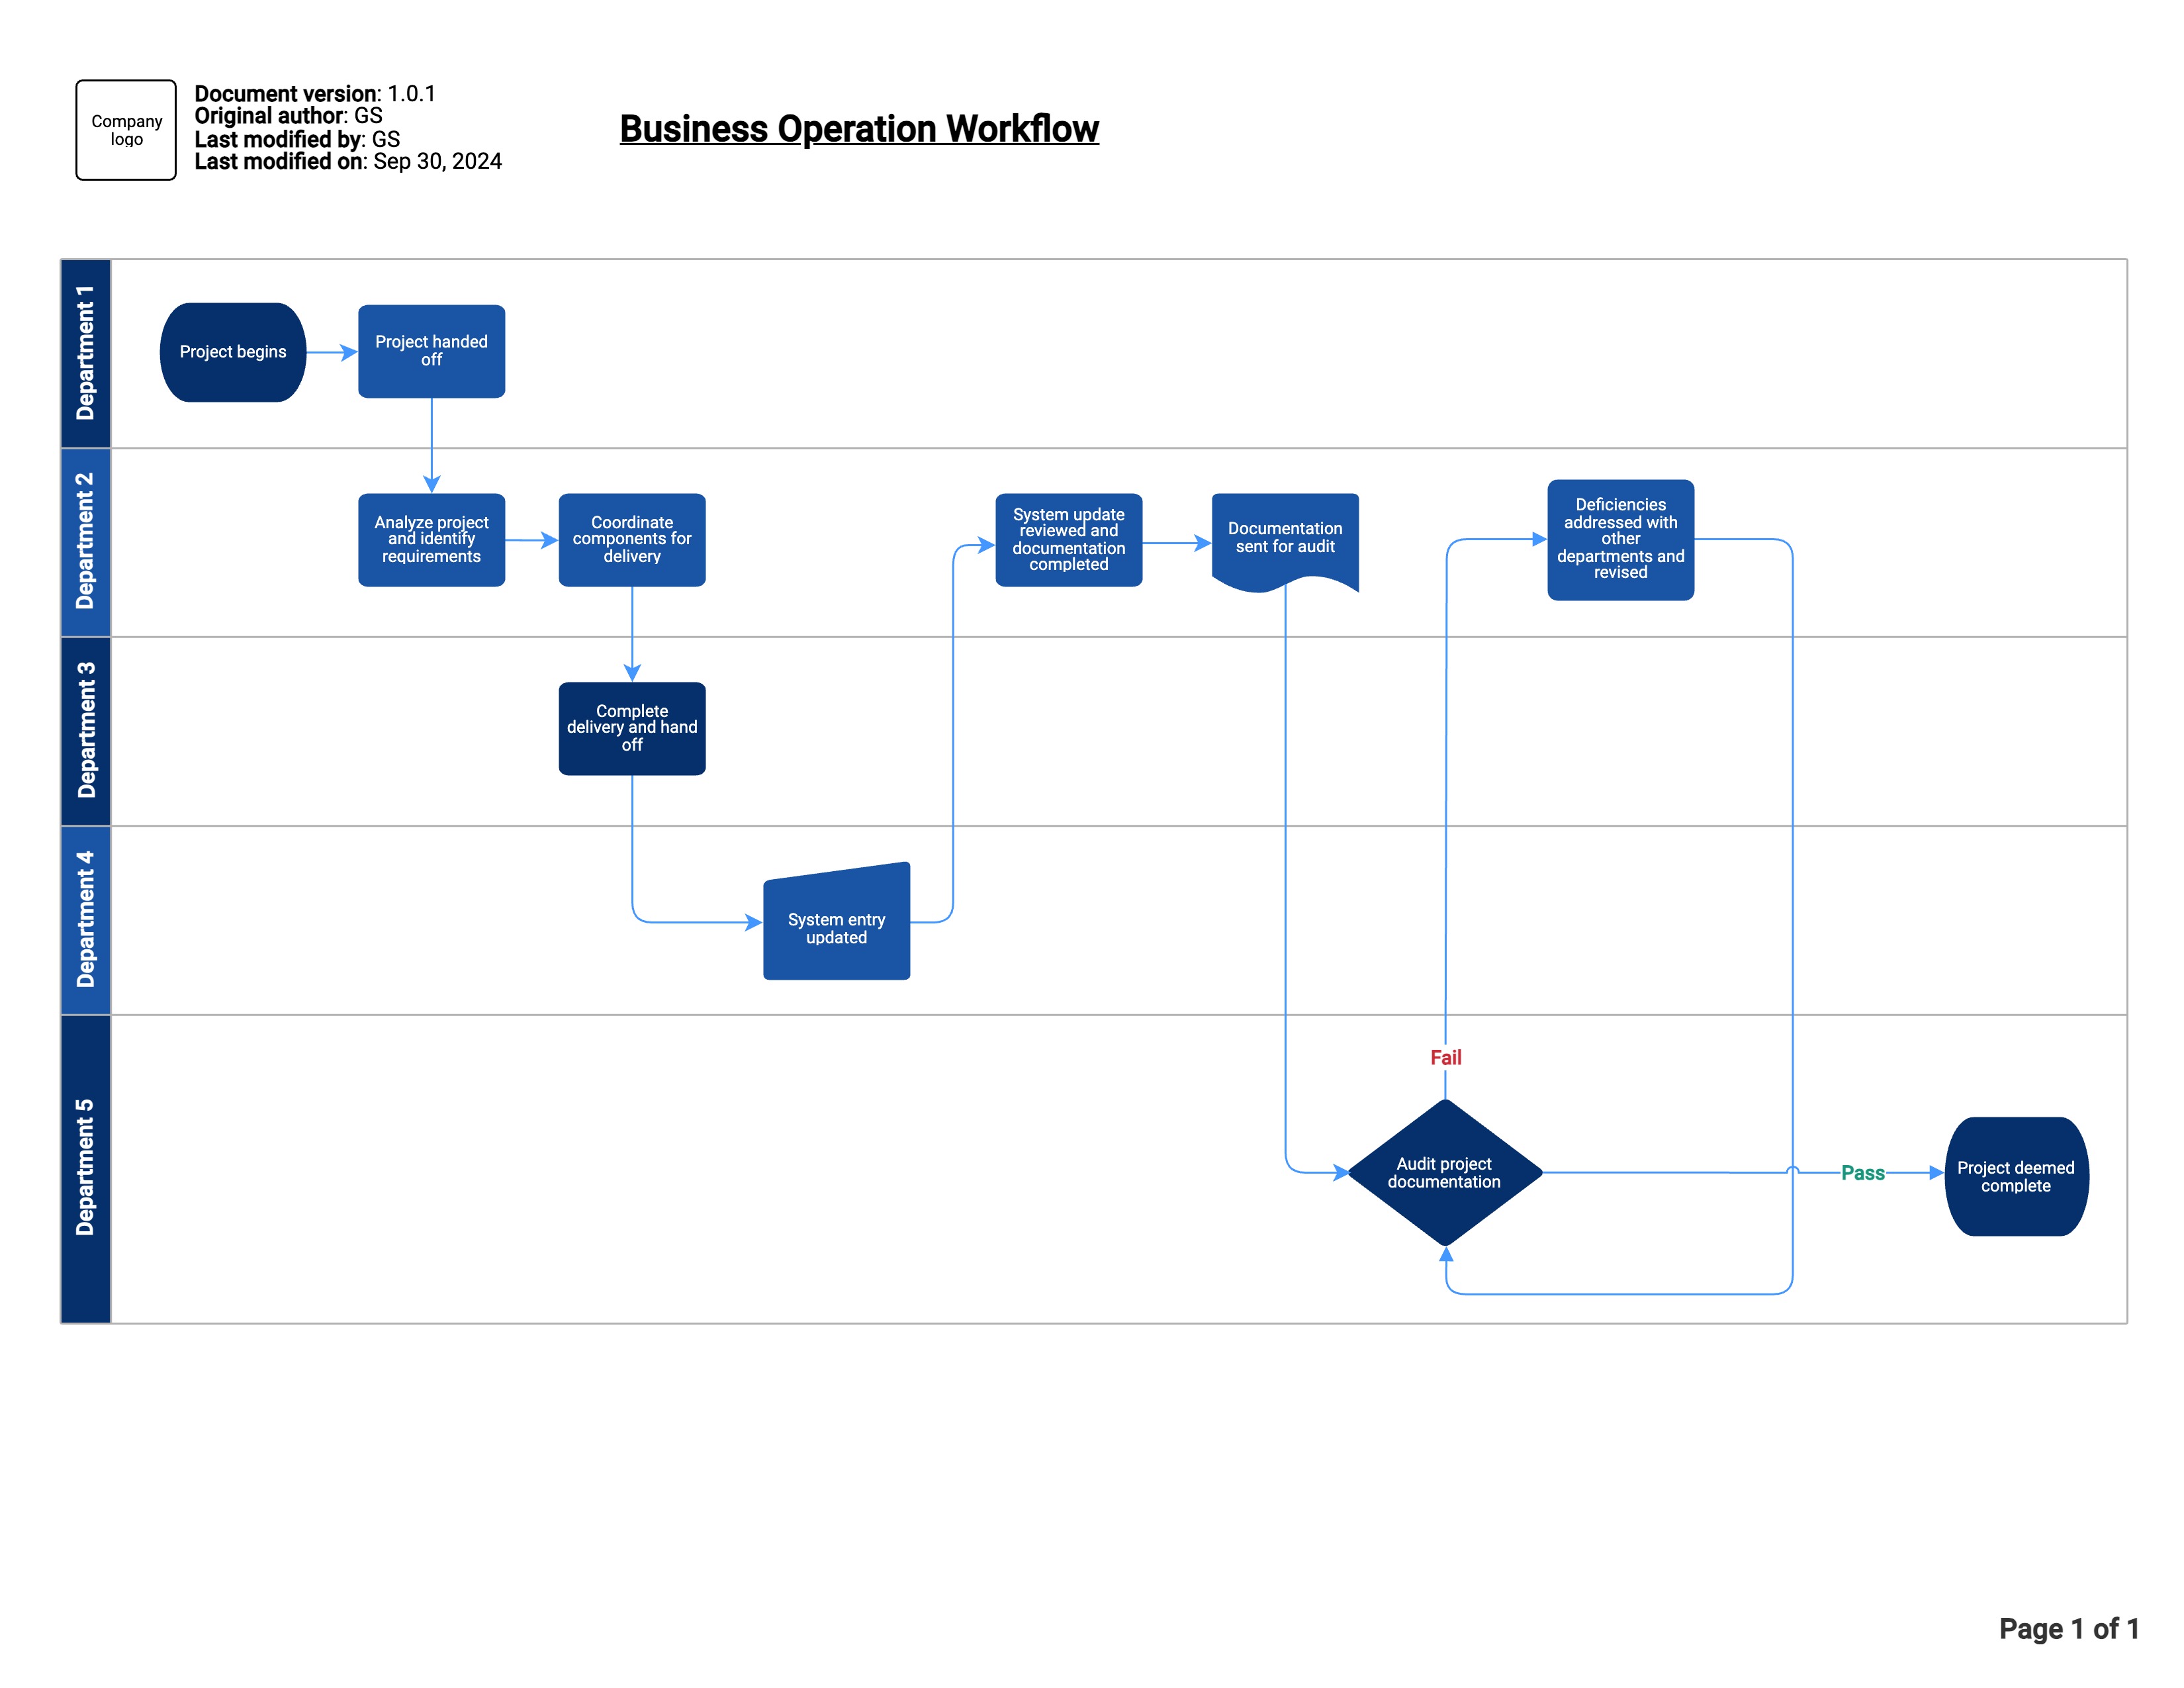 Company
logo
Document version: 1.0.1
Original author: GS
Last modified by: GS
Last modified on: Sep 30, 2024
Business Operation Workflow
Department 1
Project begins
Project handed
off
Department 2
Analyze project
and identify
requirements
Coordinate
components for
delivery
System update
reviewed and
documentation
completed
Documentation
sent for audit
Deficiencies
addressed with
other
departments and
revised
Department 3
Complete
delivery and hand
off
Department 4
System entry
updated
Department 5
Fail
Audit project
documentation
Pass
Project deemed
complete
Page 1 of 1